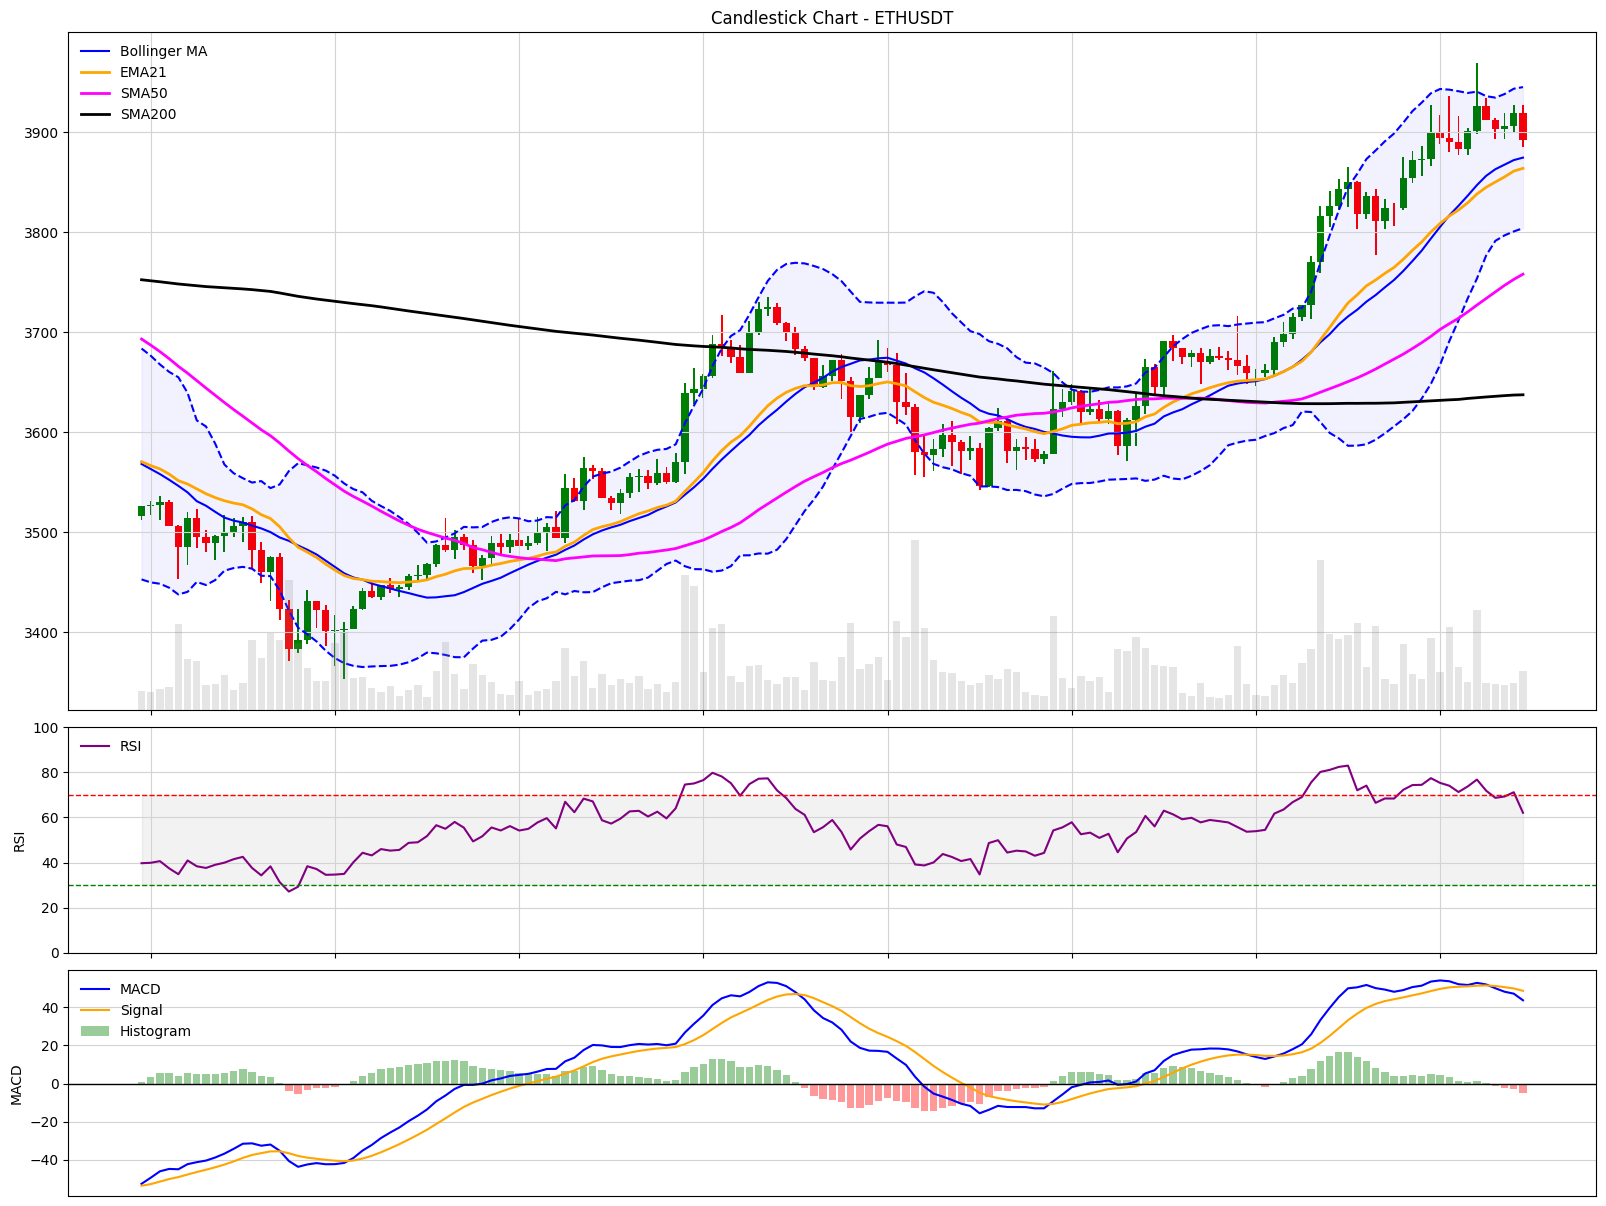 Candlestick Chart - ETHUSDT
Bollinger MA
EMA21
SMA50
SMA200
3900
3800
3700
3600
3500
3400
100
80
60
40
20
0
RSI
RSI
40
20
0
−20
−40
MACD
MACD
Signal
Histogram